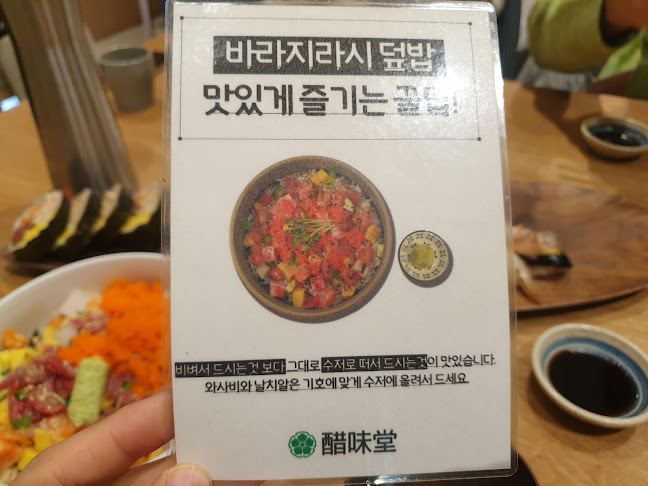 바라지라시 덮밥
맛있게 즐기는 꿀팁!
비벼서 드시는것 보다 그대로 수저로 떠서 드시는것이 맛있습니다.
와사비와 날치알은 기호에 맞게 수저에 올려서 드세요.
醋味堂